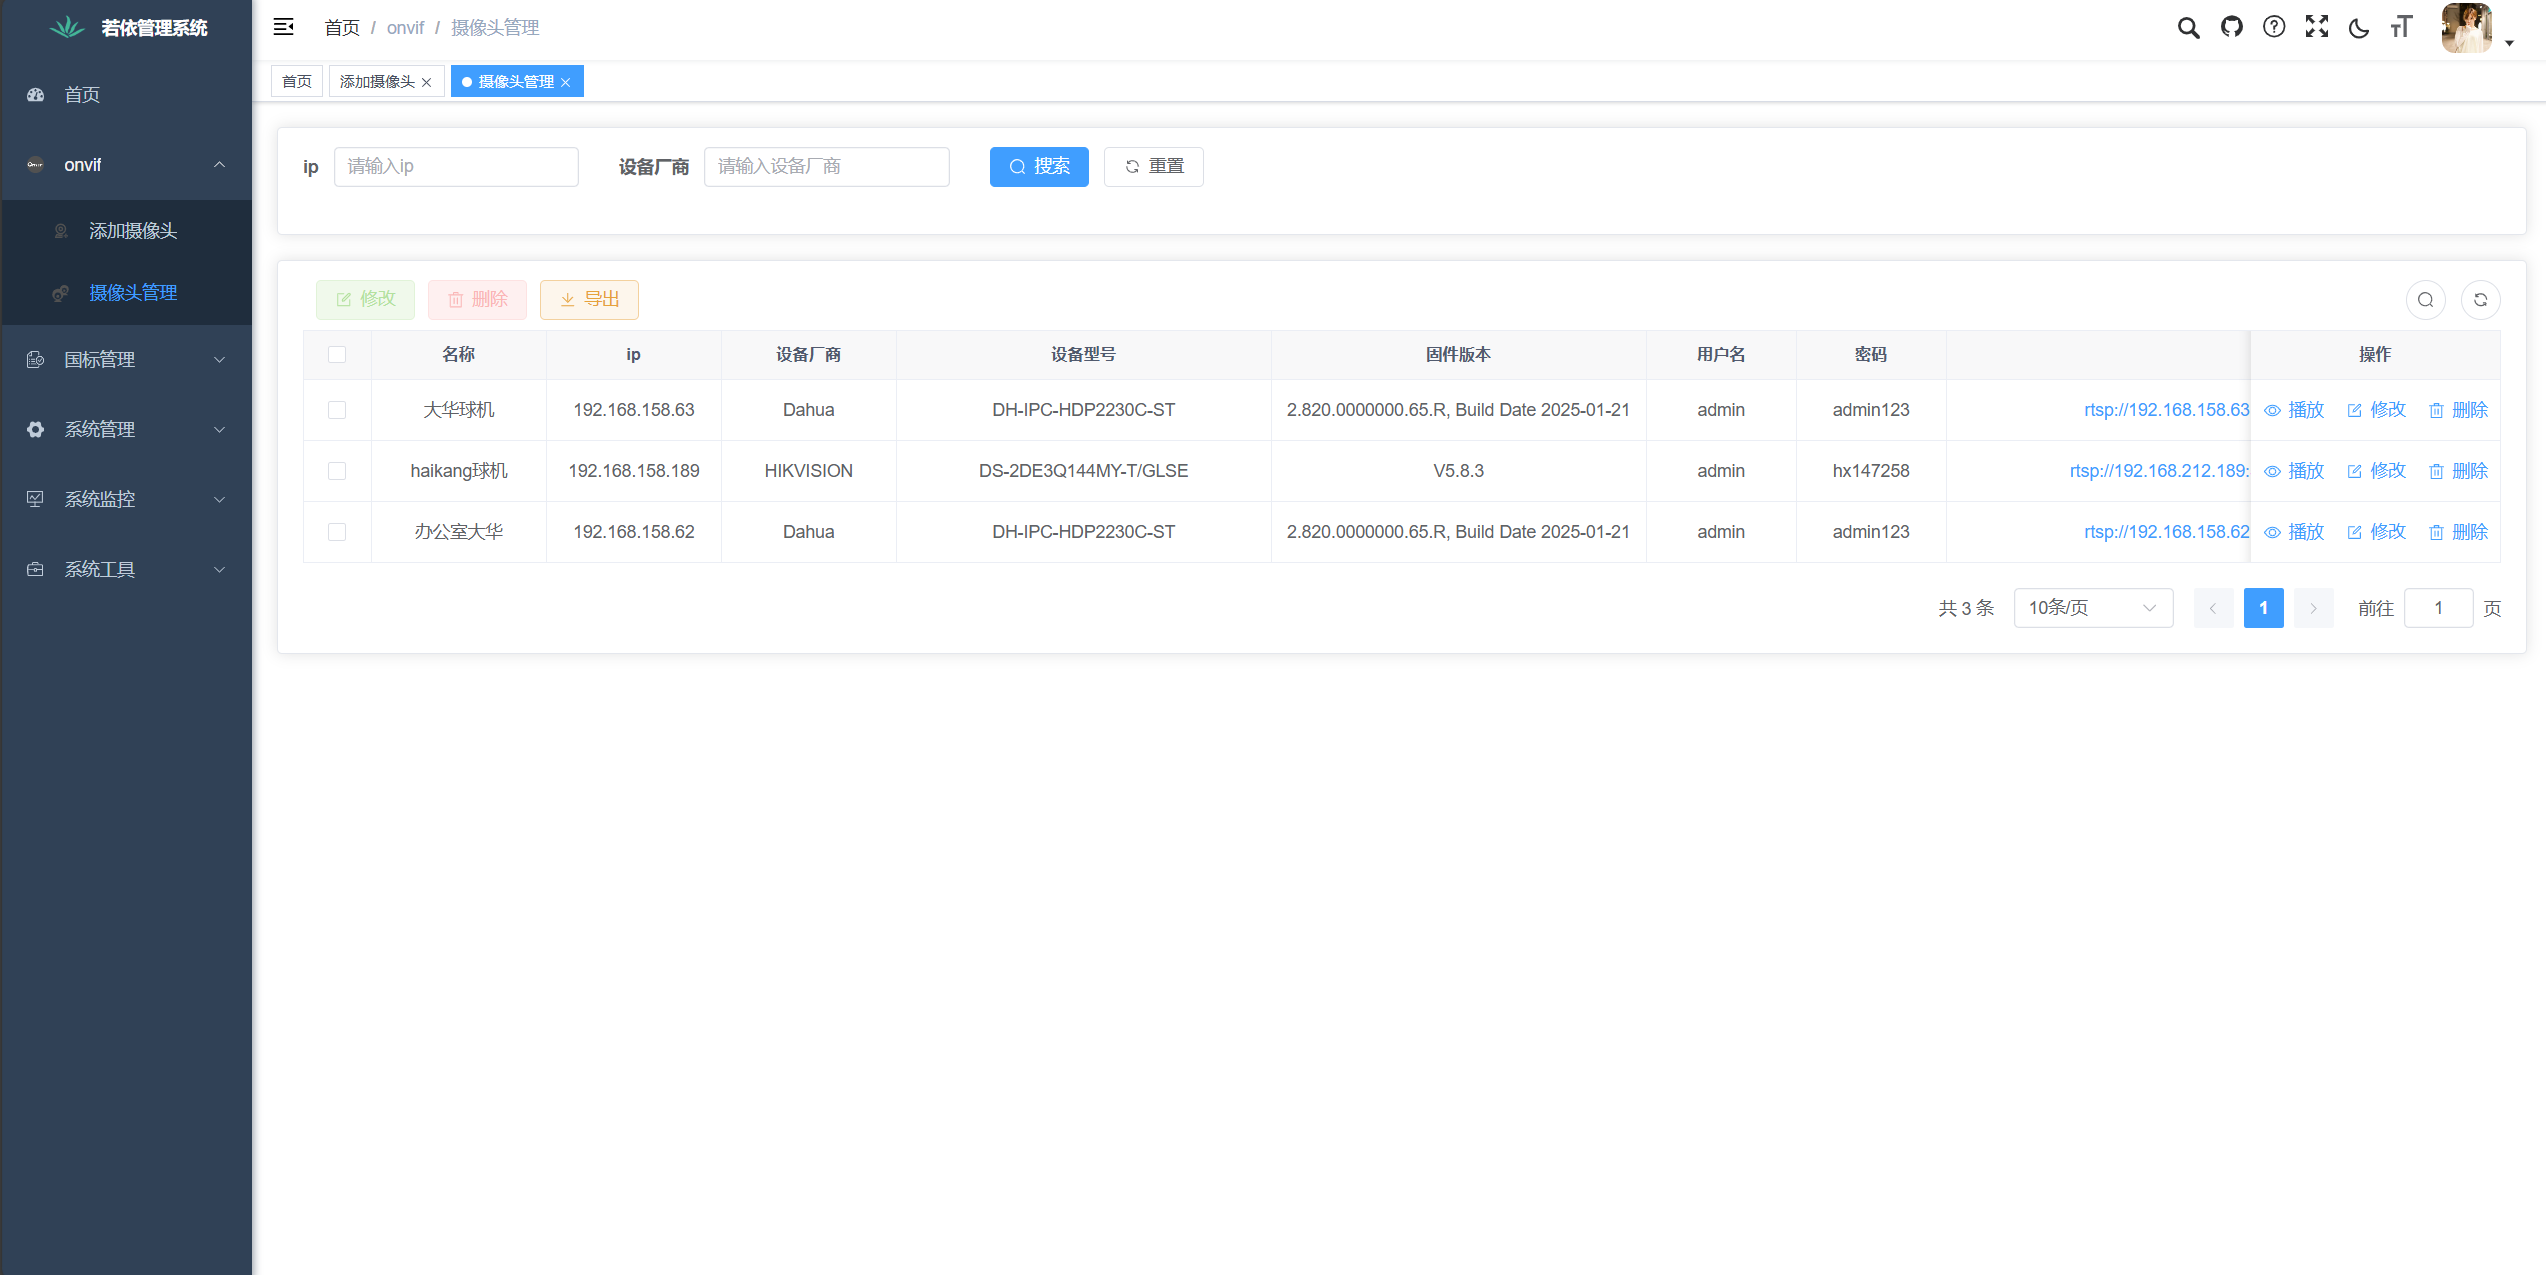 若依管理系统
首页
onvif
添加摄像头
摄像头管理
国标管理
系统管理
系统监控
系统工具
首页 / onvif / 摄像头管理
首页 添加摄像头 摄像头管理
ip 请输入ip 设备厂商 请输入设备厂商 搜索 重置
修改 删除 导出
名称 ip 设备厂商 设备型号 固件版本 用户名 密码 操作
大华球机 192.168.158.63 Dahua DH-IPC-HDP2230C-ST 2.820.0000000.65.R, Build Date 2025-01-21 admin admin123 rtsp://192.168.158.63 播放 修改 删除
haikang球机 192.168.158.189 HIKVISION DS-2DE3Q144MY-T/GLSE V5.8.3 admin hx147258 rtsp://192.168.212.189: 播放 修改 删除
办公室大华 192.168.158.62 Dahua DH-IPC-HDP2230C-ST 2.820.0000000.65.R, Build Date 2025-01-21 admin admin123 rtsp://192.168.158.62 播放 修改 删除
共 3 条 10条/页 1 前往 1 页